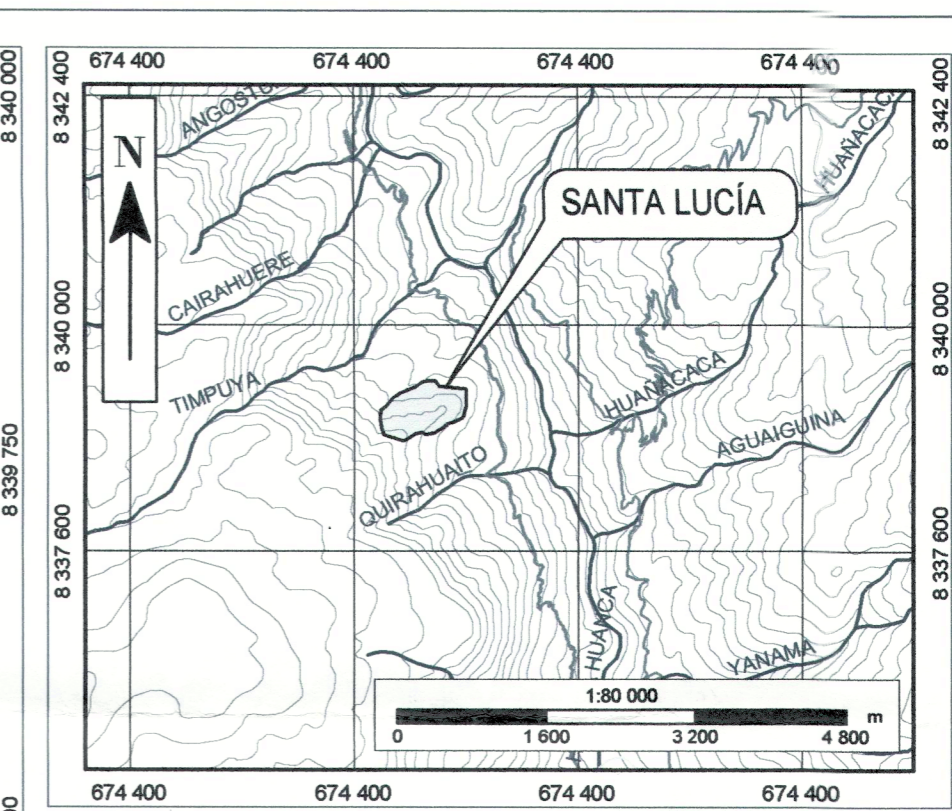 674 400 674 400 674 400 674 400
8 340 000
8 342 400
8 342 400
ANGOSTU
HUAÑACAC
N
SANTA LUCÍA
CAIRAHUERE
8 340 000
8 340 000
TIMPUYA
HUAÑACACA
AGUAIGUINA
8 339 750
QUIRAHUAITO
8 337 600
8 337 600
HUANCA
YANAMA
1:80 000
m
0 1 600 3 200 4 800
674 400 674 400 674 400 674 400